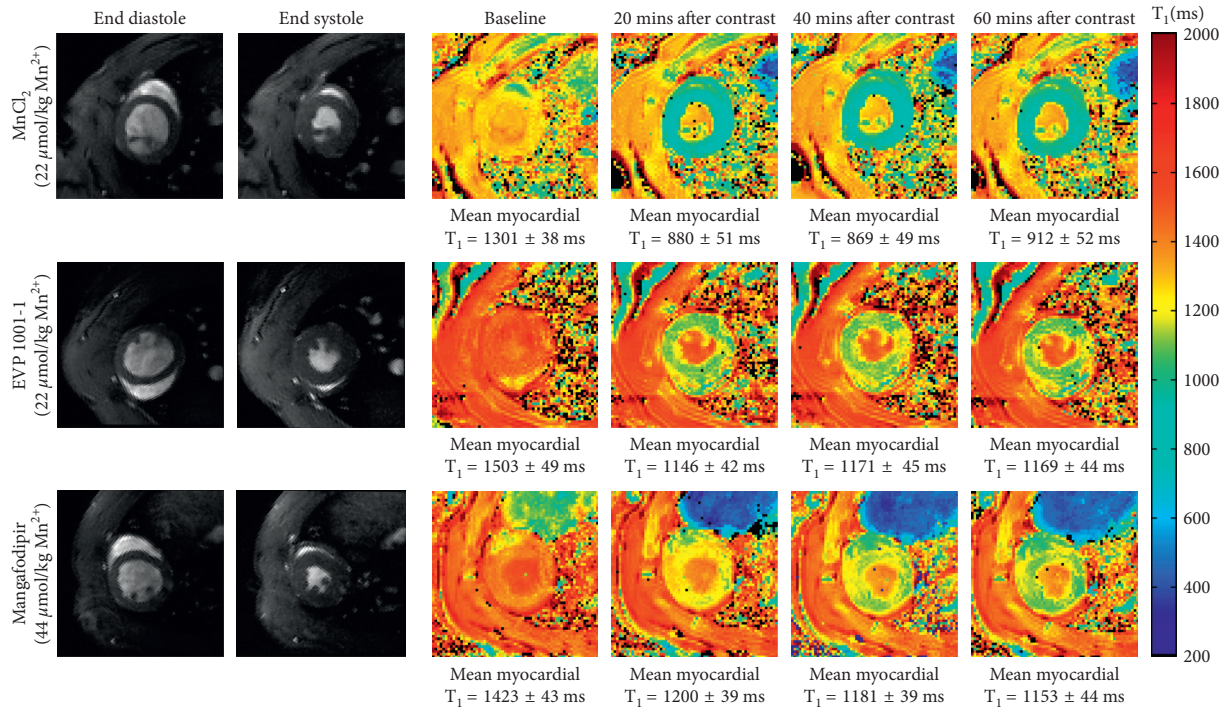 End diastole
End systole
Baseline
20 mins after contrast
40 mins after contrast
60 mins after contrast
T₁(ms)
MnCl₂
(22 μmol/kg Mn²⁺)
Mean myocardial
T₁ = 1301 ± 38 ms
Mean myocardial
T₁ = 880 ± 51 ms
Mean myocardial
T₁ = 869 ± 49 ms
Mean myocardial
T₁ = 912 ± 52 ms
EVP 1001-1
(22 μmol/kg Mn²⁺)
Mean myocardial
T₁ = 1503 ± 49 ms
Mean myocardial
T₁ = 1146 ± 42 ms
Mean myocardial
T₁ = 1171 ± 45 ms
Mean myocardial
T₁ = 1169 ± 44 ms
Mangafodipir
(44 μmol/kg Mn²⁺)
Mean myocardial
T₁ = 1423 ± 43 ms
Mean myocardial
T₁ = 1200 ± 39 ms
Mean myocardial
T₁ = 1181 ± 39 ms
Mean myocardial
T₁ = 1153 ± 44 ms
2000
1800
1600
1400
1200
1000
800
600
400
200